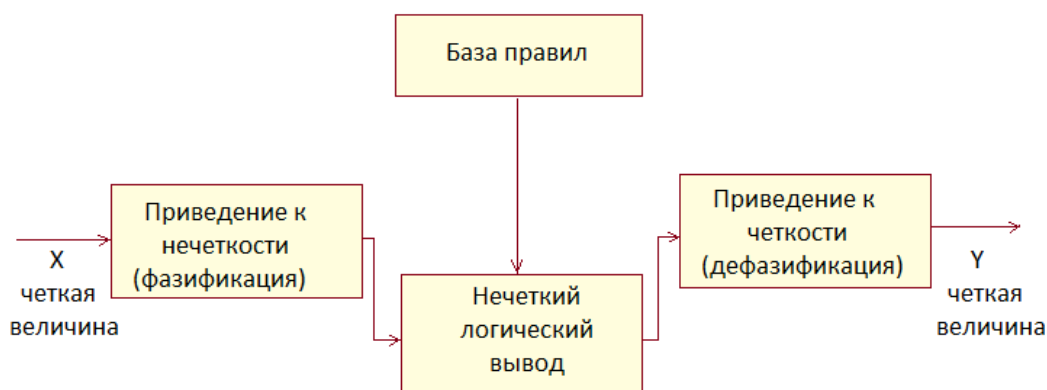 База правил
Приведение к
нечеткости
(фазификация)
Приведение к
четкости
(дефазификация)
X
четкая
величина
Y
четкая
величина
Нечеткий
логический
вывод